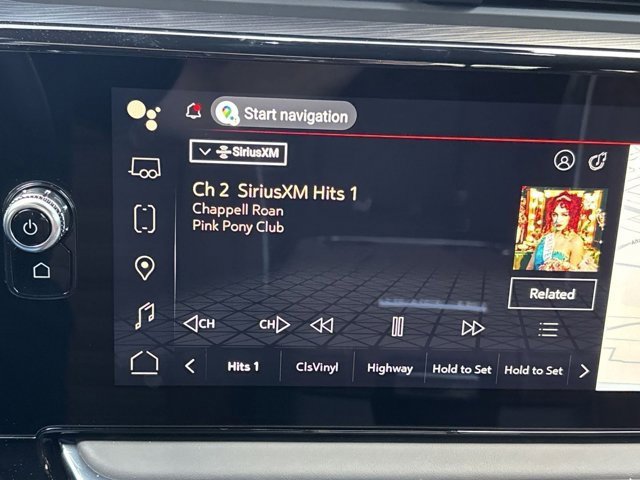 Start navigation
SiriusXM
Ch 2 SiriusXM Hits 1
Chappell Roan
Pink Pony Club
Related
CH
CH
Hits 1
ClsVinyl
Highway
Hold to Set
Hold to Set